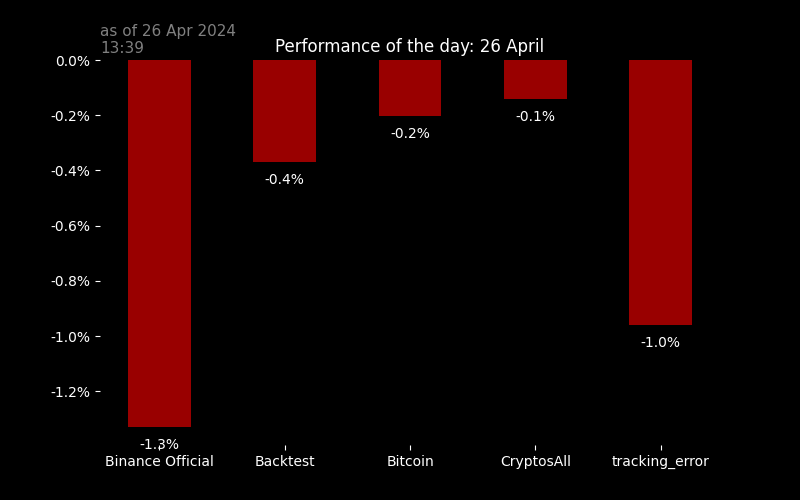 as of 26 Apr 2024
13:39
Performance of the day: 26 April
0.0%
-0.2%
-0.4%
-0.6%
-0.8%
-1.0%
-1.2%
-1.3%
-0.4%
-0.2%
-0.1%
-1.0%
Binance Official
Backtest
Bitcoin
CryptosAll
tracking_error